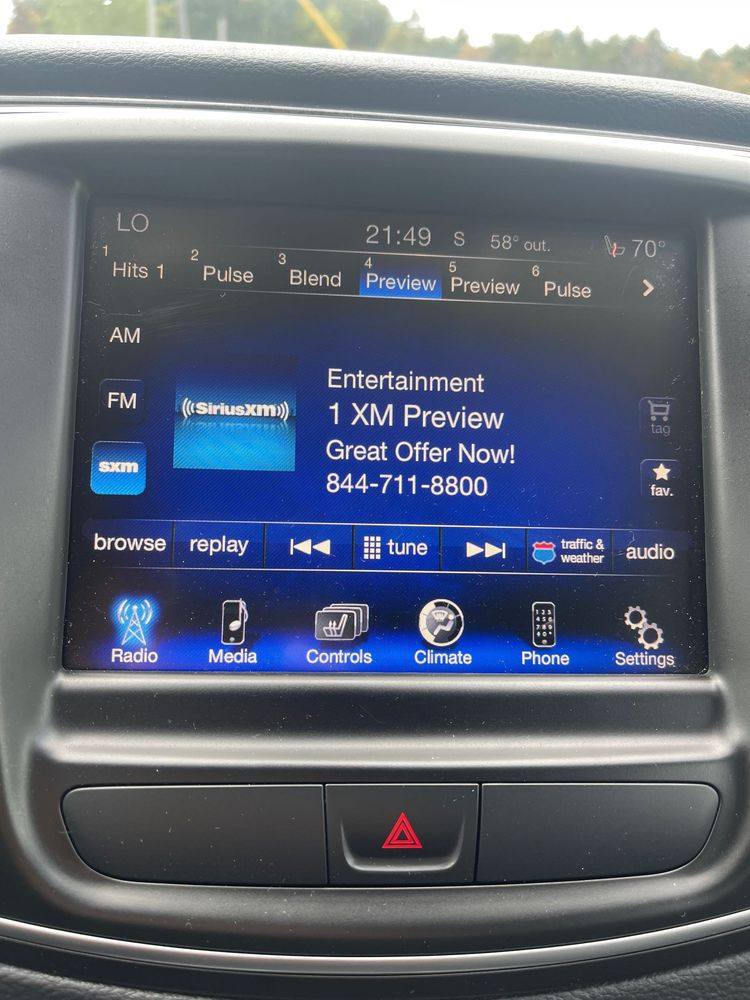 LO 21:49 S 58° out. 70°
1 Hits 1 2 Pulse 3 Blend 4 Preview 5 Preview 6 Pulse >
AM
FM
sxm
((SiriusXM))
Entertainment
1 XM Preview
Great Offer Now!
844-711-8800
tag
fav.
browse replay tune traffic & weather audio
Radio Media Controls Climate Phone Settings